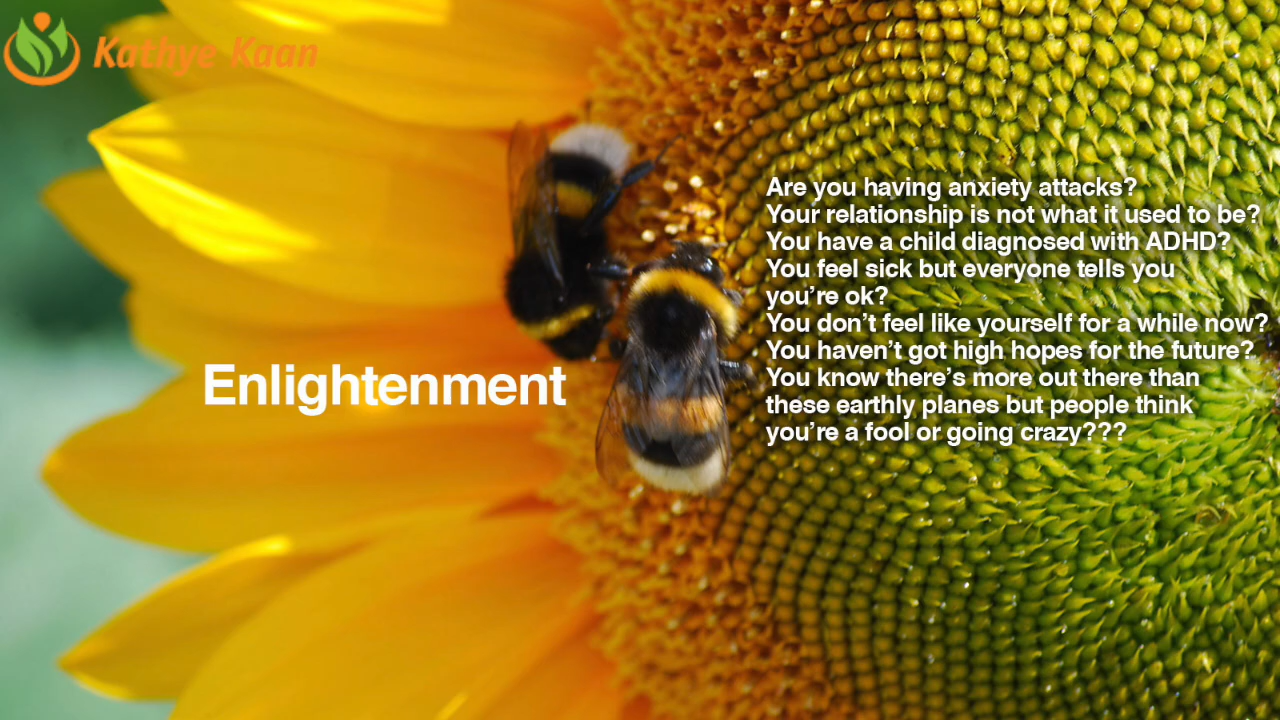 Kathye Kaan
Enlightenment
Are you having anxiety attacks?
Your relationship is not what it used to be?
You have a child diagnosed with ADHD?
You feel sick but everyone tells you
you’re ok?
You don’t feel like yourself for a while now?
You haven’t got high hopes for the future?
You know there’s more out there than
these earthly planes but people think
you’re a fool or going crazy???